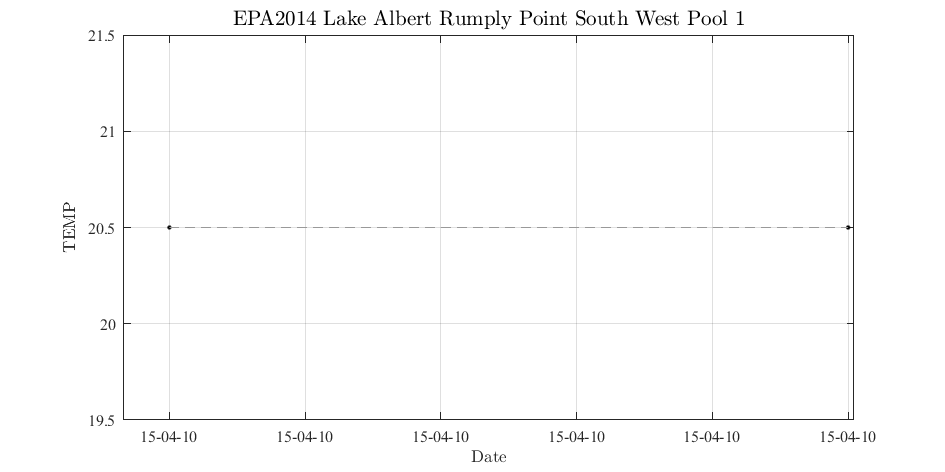 EPA2014 Lake Albert Rumply Point South West Pool 1
21.5
21
20.5
20
19.5
TEMP
15-04-10 15-04-10 15-04-10 15-04-10 15-04-10 15-04-10
Date